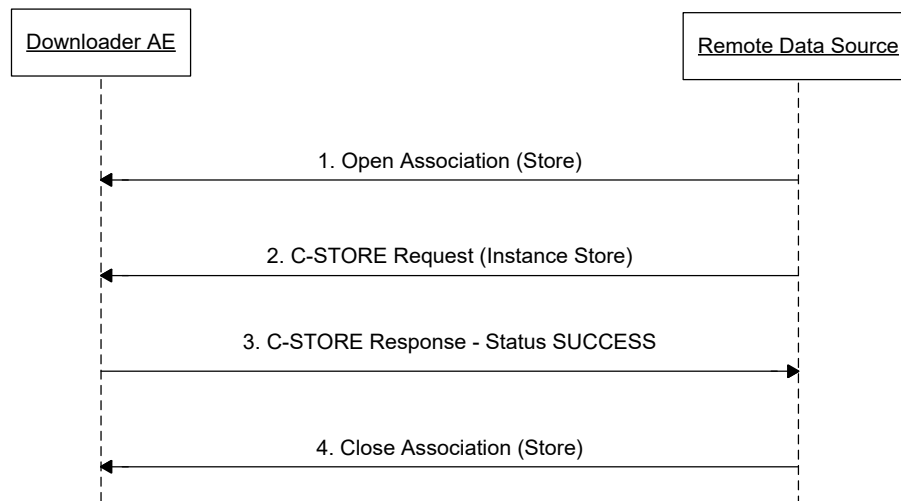 Downloader AE
Remote Data Source
1. Open Association (Store)
2. C-STORE Request (Instance Store)
3. C-STORE Response - Status SUCCESS
4. Close Association (Store)